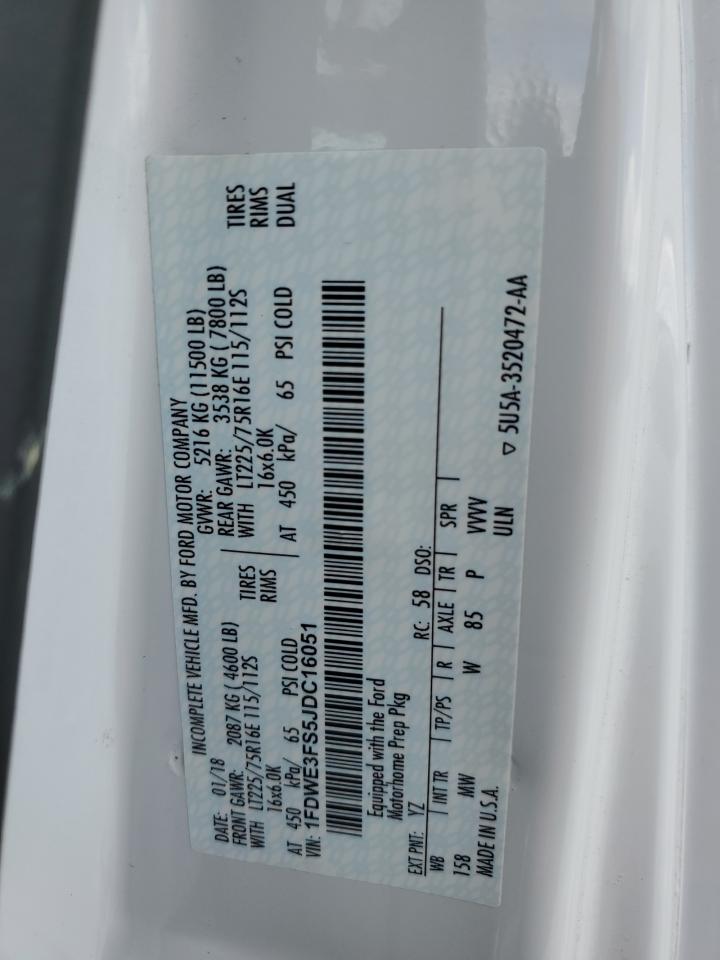 INCOMPLETE VEHICLE MFD. BY FORD MOTOR COMPANY
DATE: 01/18 GVWR: 5216 KG (11500 LB)
FRONT GAWR: 2087 KG ( 4600 LB) REAR GAWR: 3538 KG ( 7800 LB)
WITH LT225/75R16E 115/112S TIRES WITH LT225/75R16E 115/112S TIRES
16x6.0K RIMS 16x6.0K RIMS
AT 450 kPa/ 65 PSI COLD AT 450 kPa/ 65 PSI COLD DUAL
VIN: 1FDWE3FS5JDC16051
Equipped with the Ford
Motorhome Prep Pkg
EXT PNT: YZ RC: 58 DSO:
WB INT TR TP/PS R AXLE TR SPR
158 MW W 85 P VVVV
MADE IN U.S.A. ULN
▽ 5U5A-3520472-AA